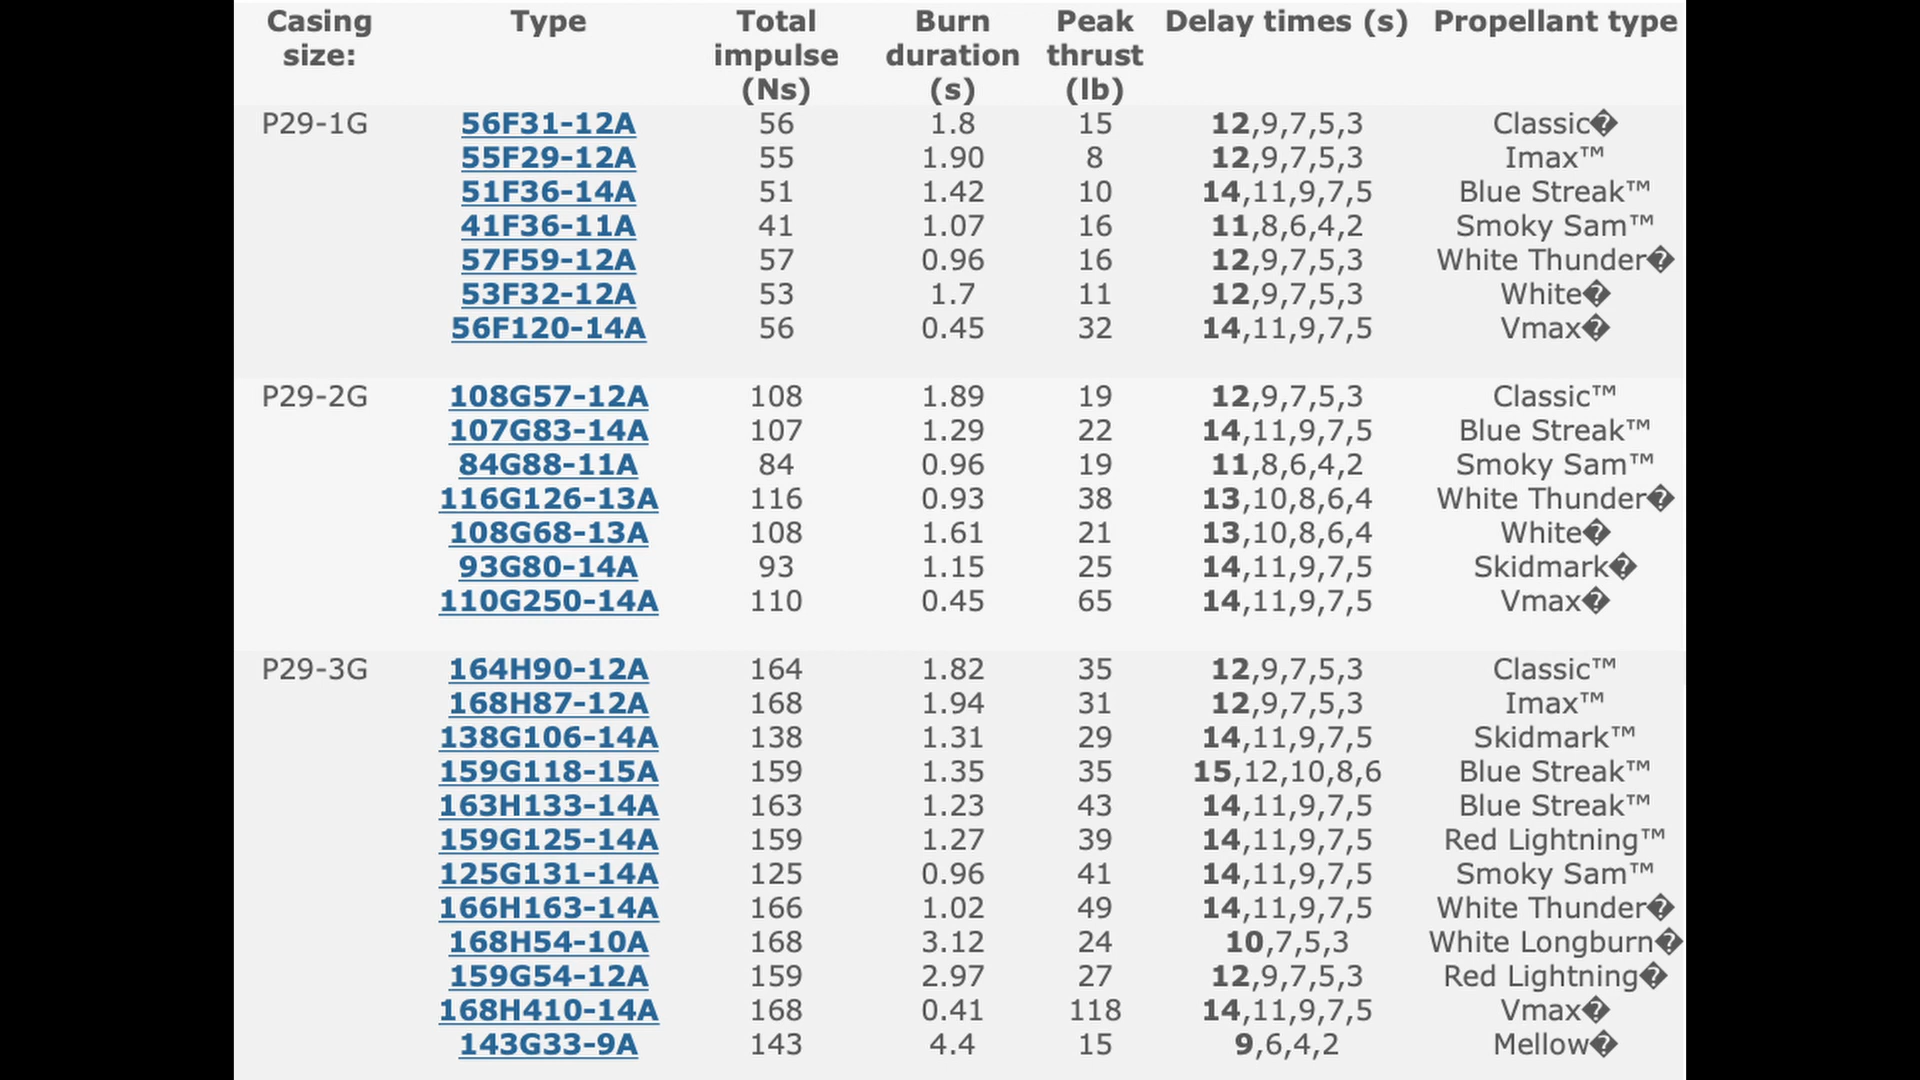 Casing size: Type Total impulse (Ns) Burn duration (s) Peak thrust (lb) Delay times (s) Propellant type
P29-1G 56F31-12A 56 1.8 15 12,9,7,5,3 Classic�
55F29-12A 55 1.90 8 12,9,7,5,3 Imax™
51F36-14A 51 1.42 10 14,11,9,7,5 Blue Streak™
41F36-11A 41 1.07 16 11,8,6,4,2 Smoky Sam™
57F59-12A 57 0.96 16 12,9,7,5,3 White Thunder�
53F32-12A 53 1.7 11 12,9,7,5,3 White�
56F120-14A 56 0.45 32 14,11,9,7,5 Vmax�
P29-2G 108G57-12A 108 1.89 19 12,9,7,5,3 Classic™
107G83-14A 107 1.29 22 14,11,9,7,5 Blue Streak™
84G88-11A 84 0.96 19 11,8,6,4,2 Smoky Sam™
116G126-13A 116 0.93 38 13,10,8,6,4 White Thunder�
108G68-13A 108 1.61 21 13,10,8,6,4 White�
93G80-14A 93 1.15 25 14,11,9,7,5 Skidmark�
110G250-14A 110 0.45 65 14,11,9,7,5 Vmax�
P29-3G 164H90-12A 164 1.82 35 12,9,7,5,3 Classic™
168H87-12A 168 1.94 31 12,9,7,5,3 Imax™
138G106-14A 138 1.31 29 14,11,9,7,5 Skidmark™
159G118-15A 159 1.35 35 15,12,10,8,6 Blue Streak™
163H133-14A 163 1.23 43 14,11,9,7,5 Blue Streak™
159G125-14A 159 1.27 39 14,11,9,7,5 Red Lightning™
125G131-14A 125 0.96 41 14,11,9,7,5 Smoky Sam™
166H163-14A 166 1.02 49 14,11,9,7,5 White Thunder�
168H54-10A 168 3.12 24 10,7,5,3 White Longburn�
159G54-12A 159 2.97 27 12,9,7,5,3 Red Lightning�
168H410-14A 168 0.41 118 14,11,9,7,5 Vmax�
143G33-9A 143 4.4 15 9,6,4,2 Mellow�